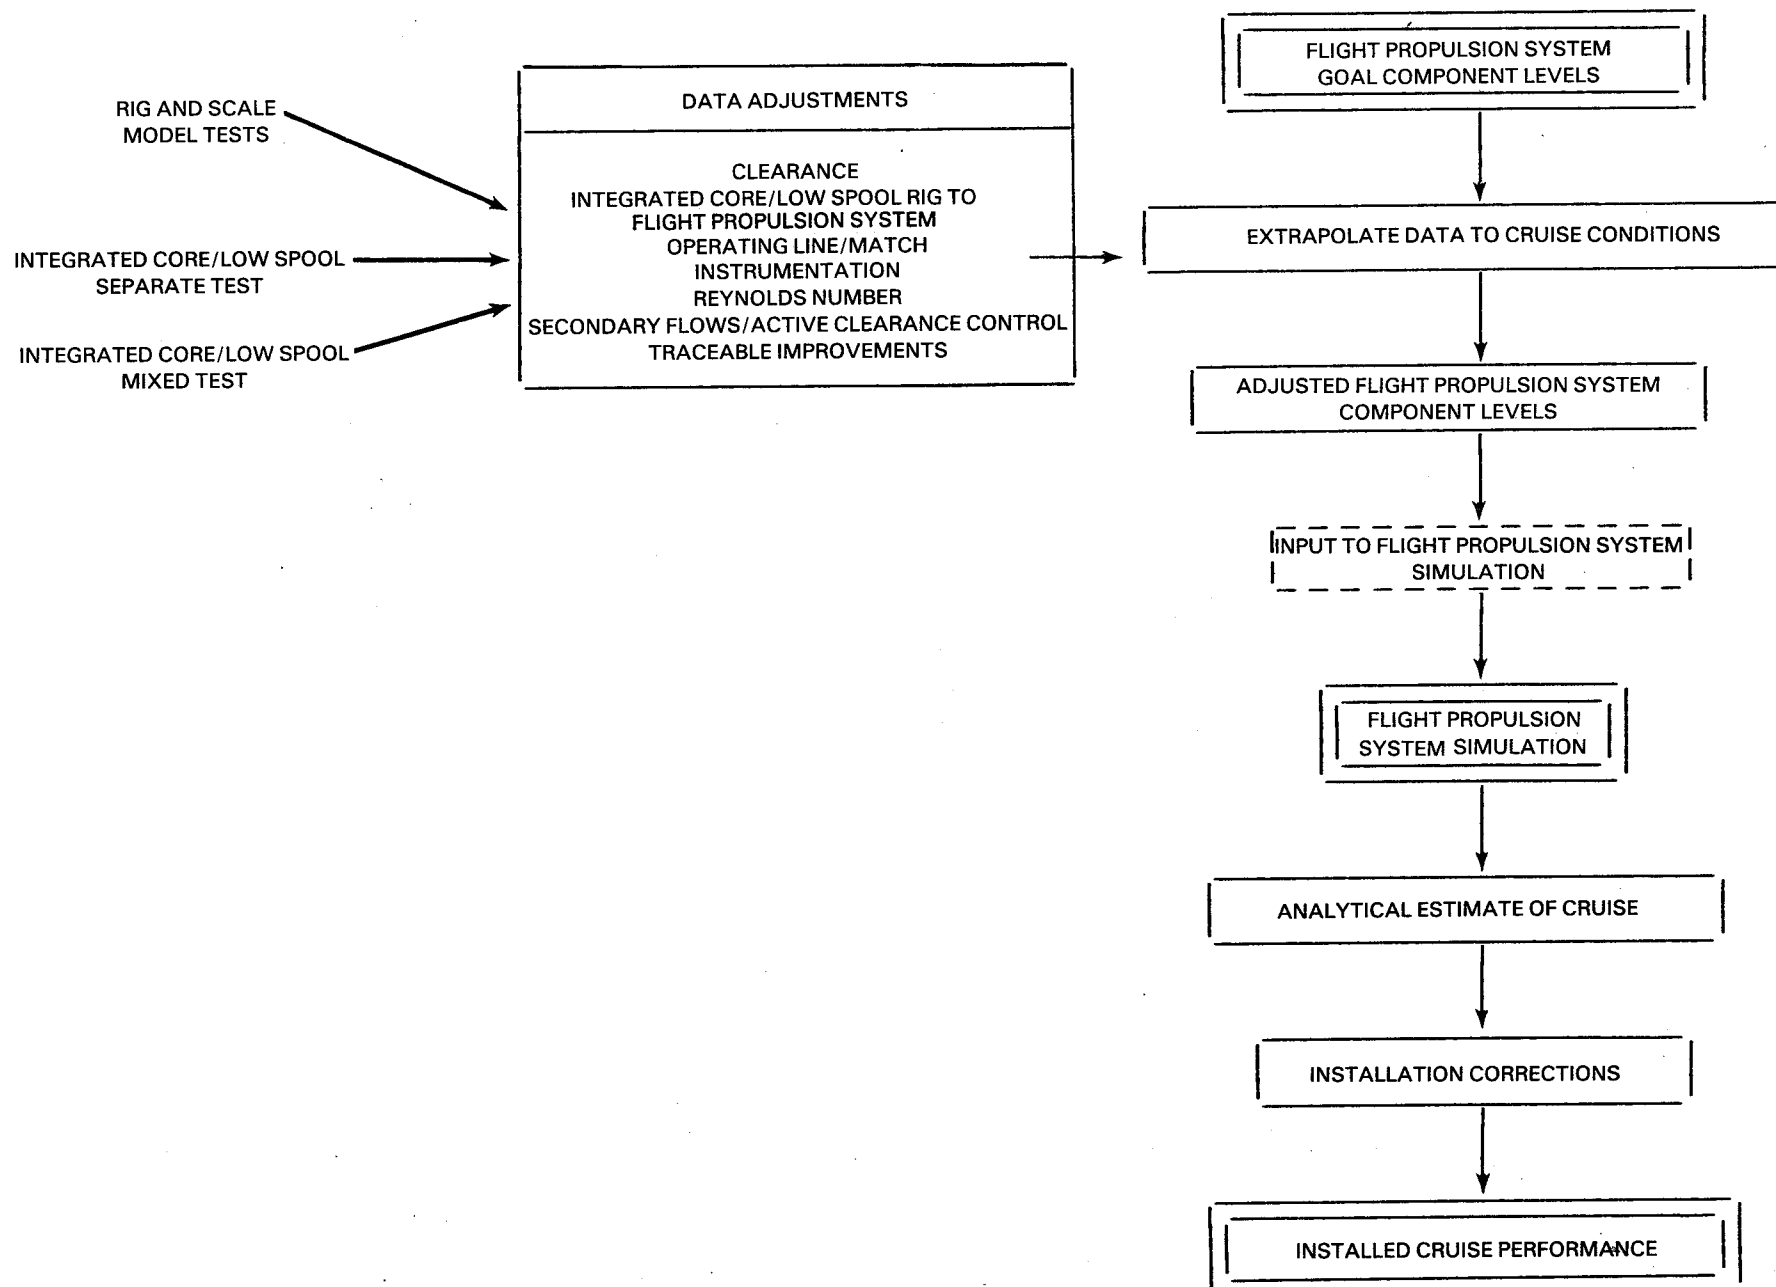 RIG AND SCALE
MODEL TESTS
INTEGRATED CORE/LOW SPOOL
SEPARATE TEST
INTEGRATED CORE/LOW SPOOL
MIXED TEST
DATA ADJUSTMENTS
CLEARANCE
INTEGRATED CORE/LOW SPOOL RIG TO
FLIGHT PROPULSION SYSTEM
OPERATING LINE/MATCH
INSTRUMENTATION
REYNOLDS NUMBER
SECONDARY FLOWS/ACTIVE CLEARANCE CONTROL
TRACEABLE IMPROVEMENTS
FLIGHT PROPULSION SYSTEM
GOAL COMPONENT LEVELS
EXTRAPOLATE DATA TO CRUISE CONDITIONS
ADJUSTED FLIGHT PROPULSION SYSTEM
COMPONENT LEVELS
INPUT TO FLIGHT PROPULSION SYSTEM
SIMULATION
FLIGHT PROPULSION
SYSTEM SIMULATION
ANALYTICAL ESTIMATE OF CRUISE
INSTALLATION CORRECTIONS
INSTALLED CRUISE PERFORMANCE